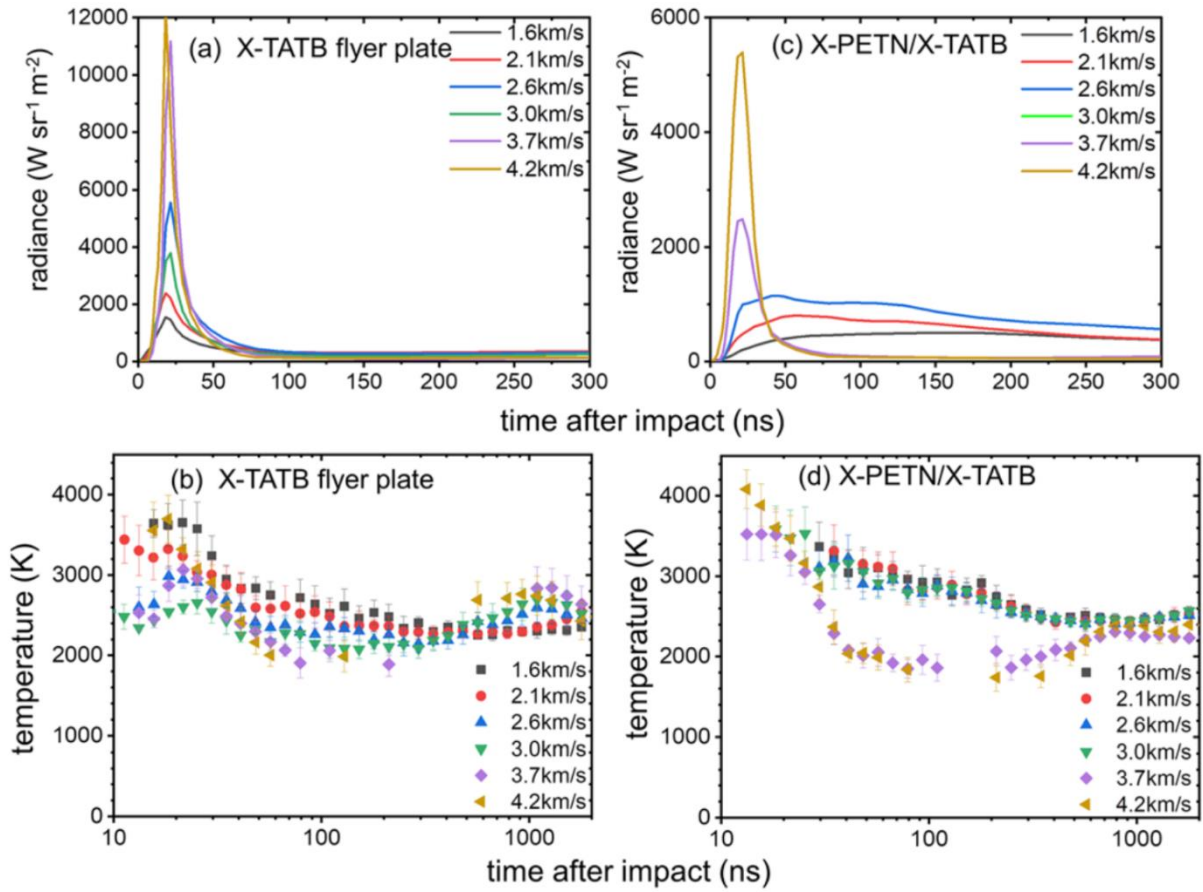 (a) X-TATB flyer plate
radiance (W sr⁻¹ m⁻²)
12000
10000
8000
6000
4000
2000
0
1.6km/s
2.1km/s
2.6km/s
3.0km/s
3.7km/s
4.2km/s
0 50 100 150 200 250 300
(c) X-PETN/X-TATB
radiance (W sr⁻¹ m⁻²)
6000
4000
2000
0
1.6km/s
2.1km/s
2.6km/s
3.0km/s
3.7km/s
4.2km/s
0 50 100 150 200 250 300
time after impact (ns)
(b) X-TATB flyer plate
temperature (K)
4000
3000
2000
1000
0
1.6km/s
2.1km/s
2.6km/s
3.0km/s
3.7km/s
4.2km/s
10 100 1000
time after impact (ns)
(d) X-PETN/X-TATB
temperature (K)
4000
3000
2000
1000
0
1.6km/s
2.1km/s
2.6km/s
3.0km/s
3.7km/s
4.2km/s
10 100 1000
time after impact (ns)